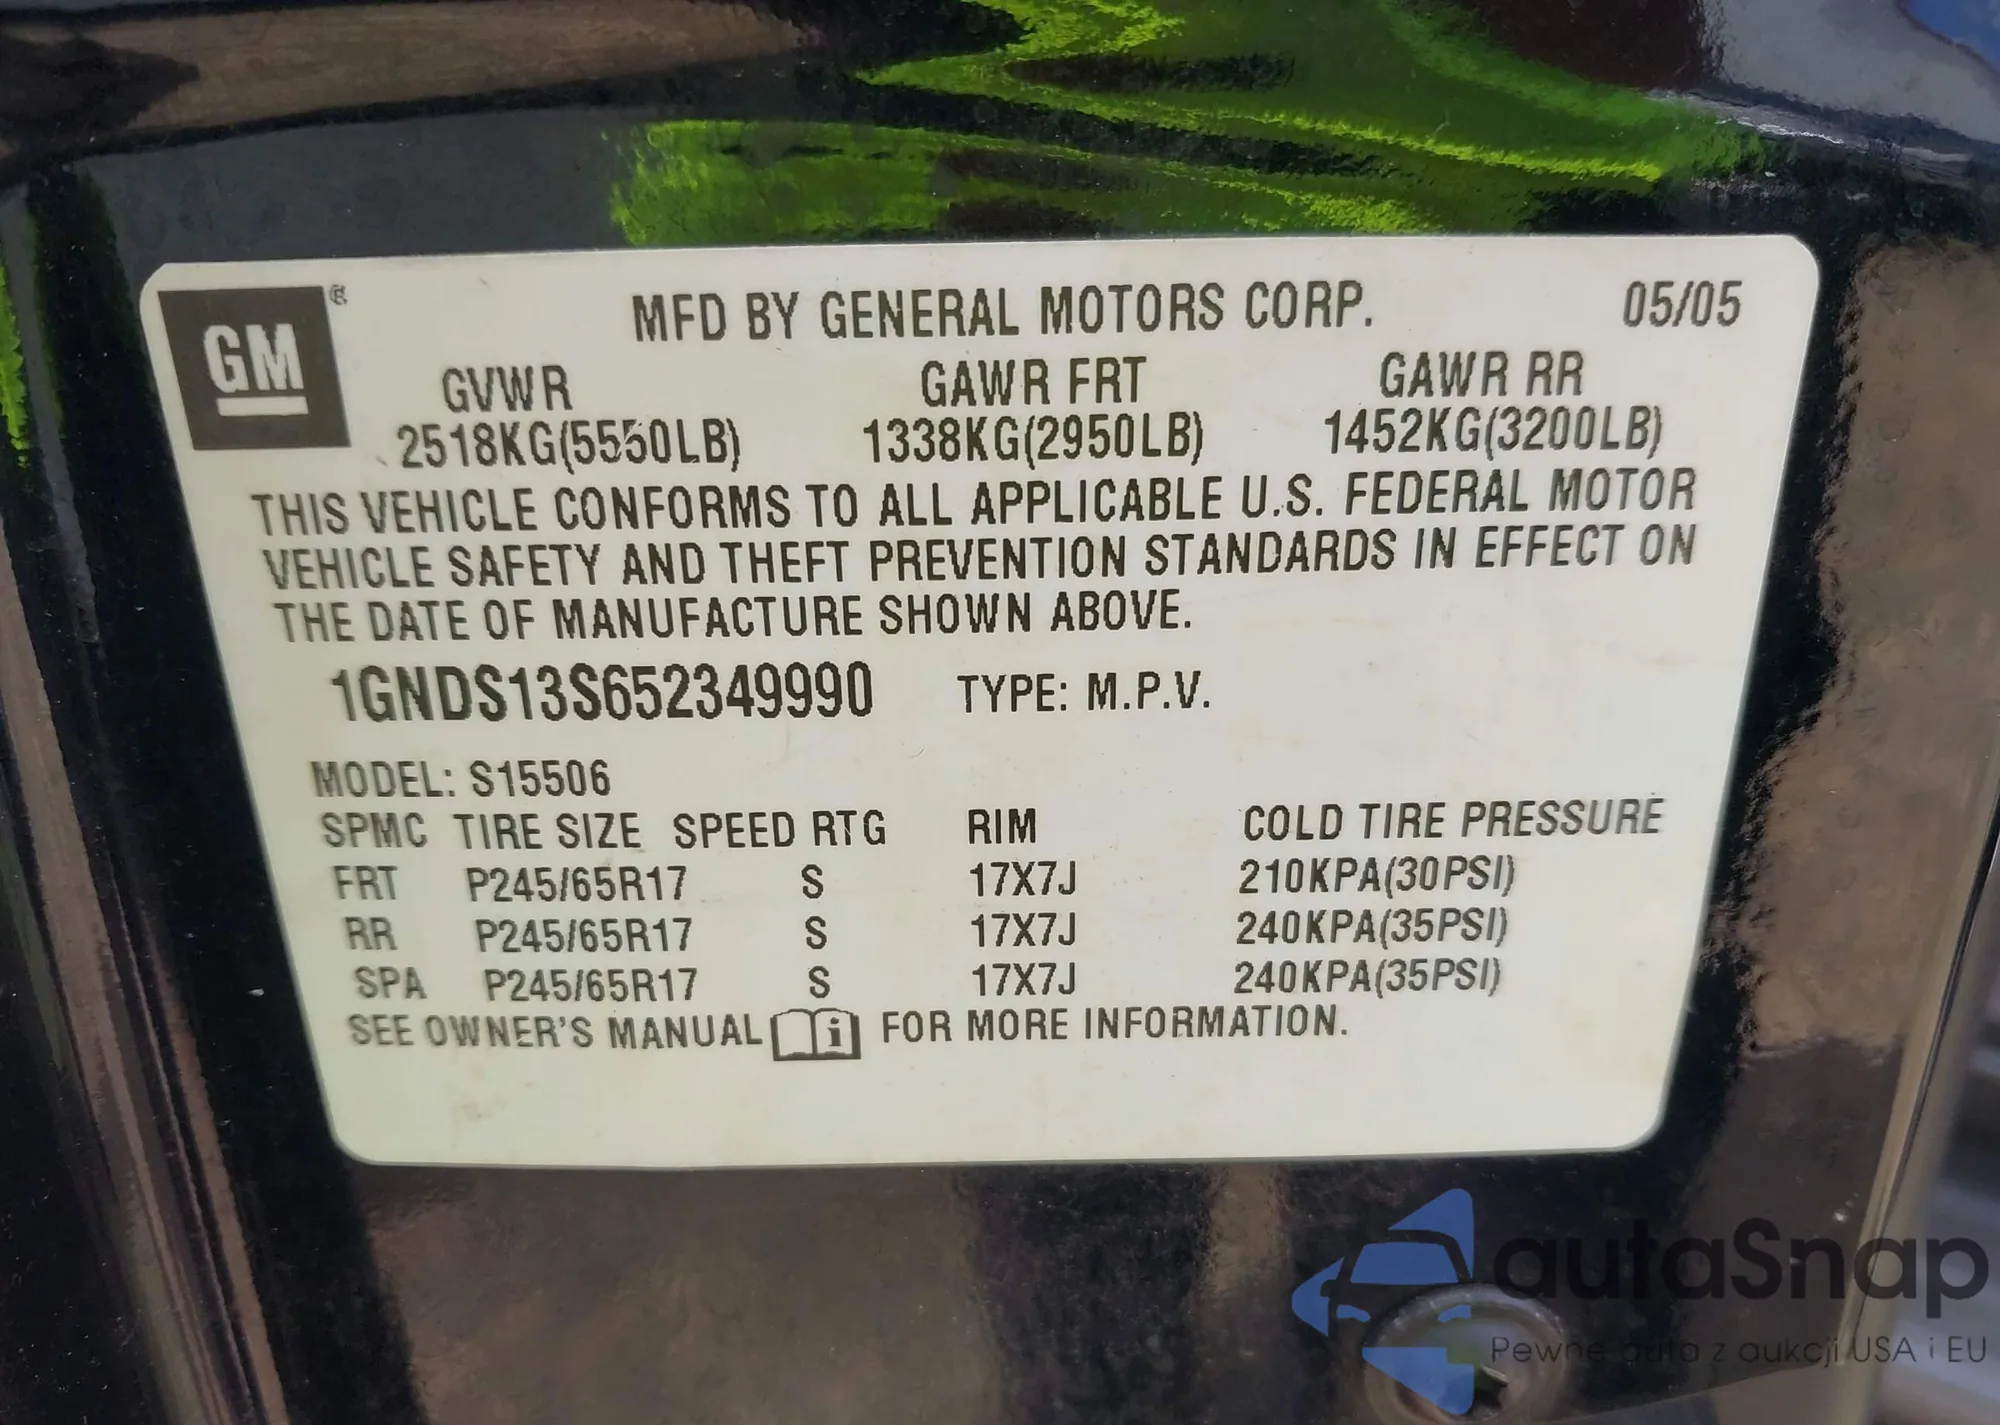 GM ®
MFD BY GENERAL MOTORS CORP. 05/05
GVWR GAWR FRT GAWR RR
2518KG(5550LB) 1338KG(2950LB) 1452KG(3200LB)
THIS VEHICLE CONFORMS TO ALL APPLICABLE U.S. FEDERAL MOTOR
VEHICLE SAFETY AND THEFT PREVENTION STANDARDS IN EFFECT ON
THE DATE OF MANUFACTURE SHOWN ABOVE.
1GNDS13S652349990 TYPE: M.P.V.
MODEL: S15506
SPMC TIRE SIZE SPEED RTG RIM COLD TIRE PRESSURE
FRT P245/65R17 S 17X7J 210KPA(30PSI)
RR P245/65R17 S 17X7J 240KPA(35PSI)
SPA P245/65R17 S 17X7J 240KPA(35PSI)
SEE OWNER'S MANUAL i FOR MORE INFORMATION.
autaSnap
Pewne auta z aukcji USA i EU